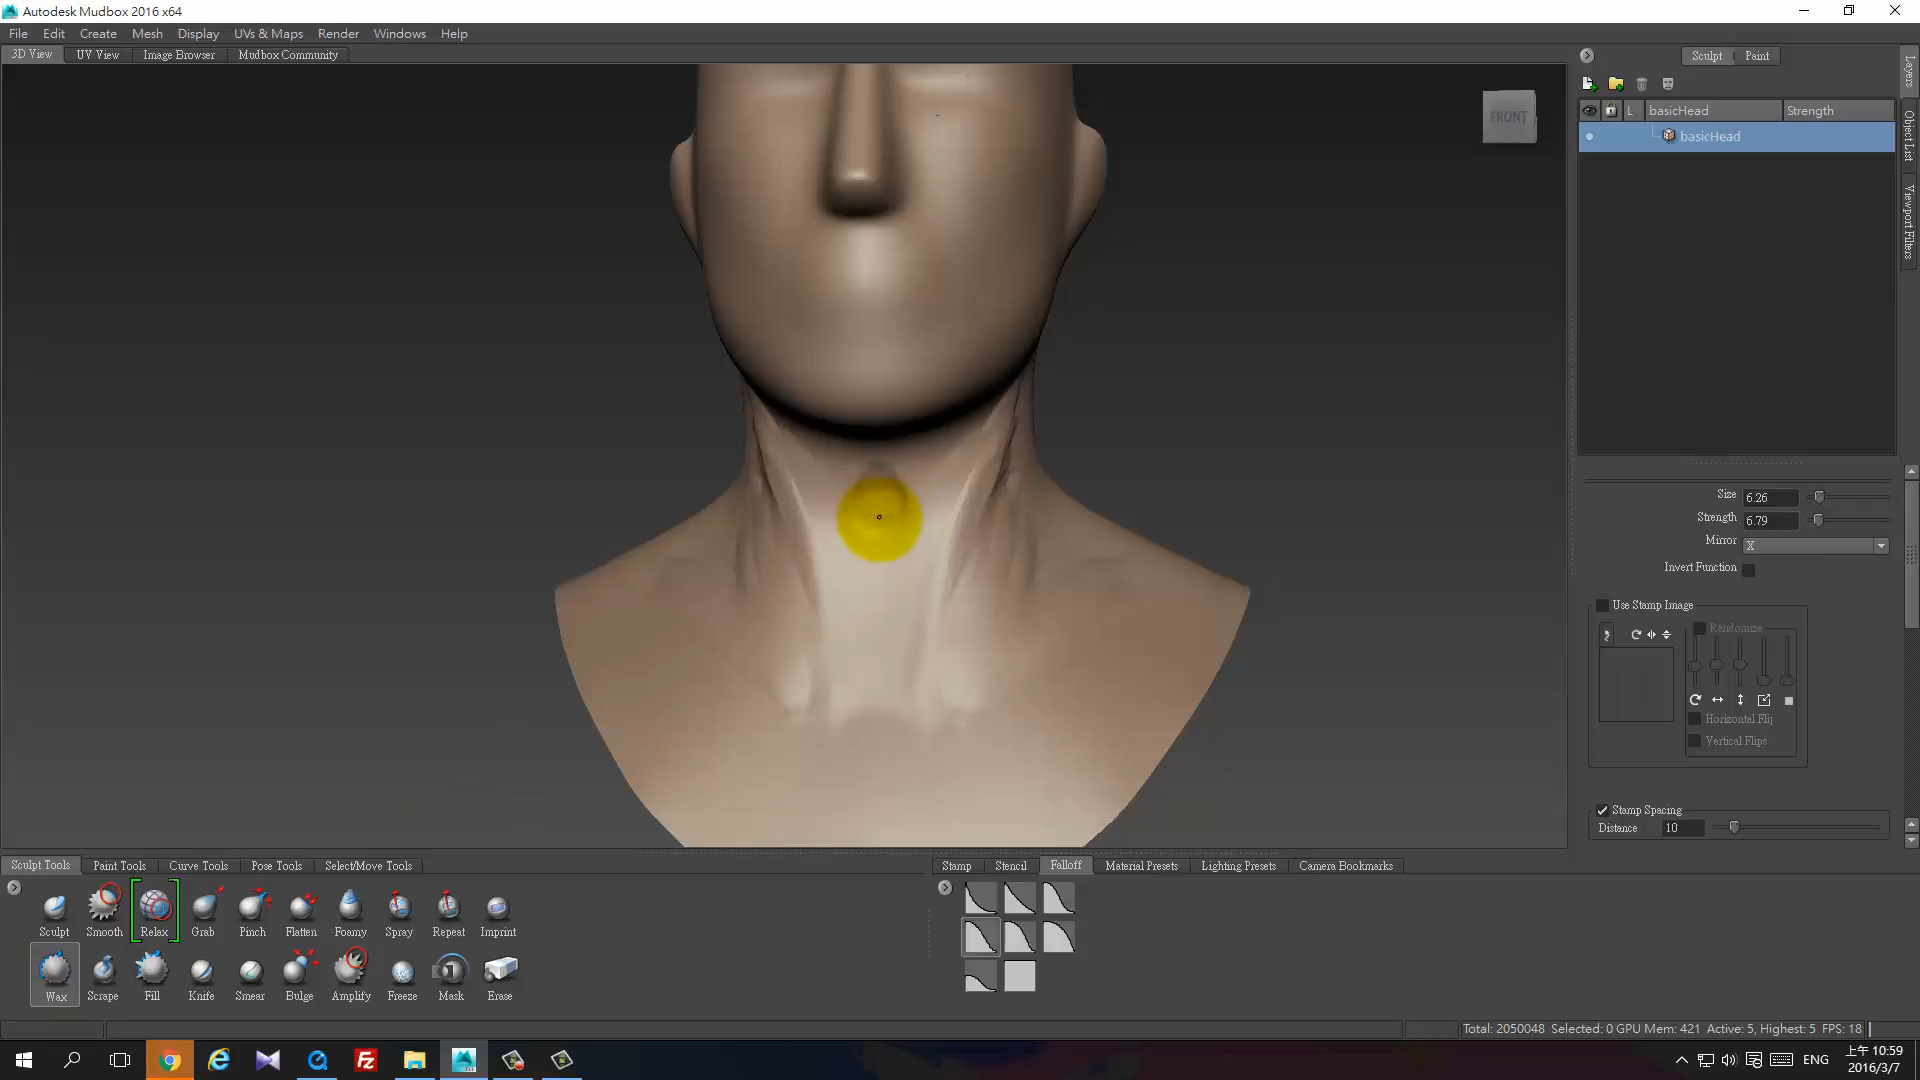 Autodesk Mudbox 2016 x64
File Edit Create Mesh Display UVs & Maps Render Windows Help
3D View UV View Image Browser Mudbox Community
FRONT
Sculpt Paint
L basicHead Strength
basicHead
Layers
Object List
Viewport Filters
Size 6.26
Strength 6.79
Mirror X
Invert Function
Use Stamp Image
Randomize
Horizontal Flip
Vertical Flips
Stamp Spacing
Distance 10
Sculpt Tools Paint Tools Curve Tools Pose Tools Select/Move Tools
Sculpt Smooth Relax Grab Pinch Flatten Foamy Spray Repeat Imprint
Wax Scrape Fill Knife Smear Bulge Amplify Freeze Mask Erase
Stamp Stencil Falloff Material Presets Lighting Presets Camera Bookmarks
Total: 2050048 Selected: 0 GPU Mem: 421 Active: 5, Highest: 5 FPS: 18
ENG
上午 10:59
2016/3/7